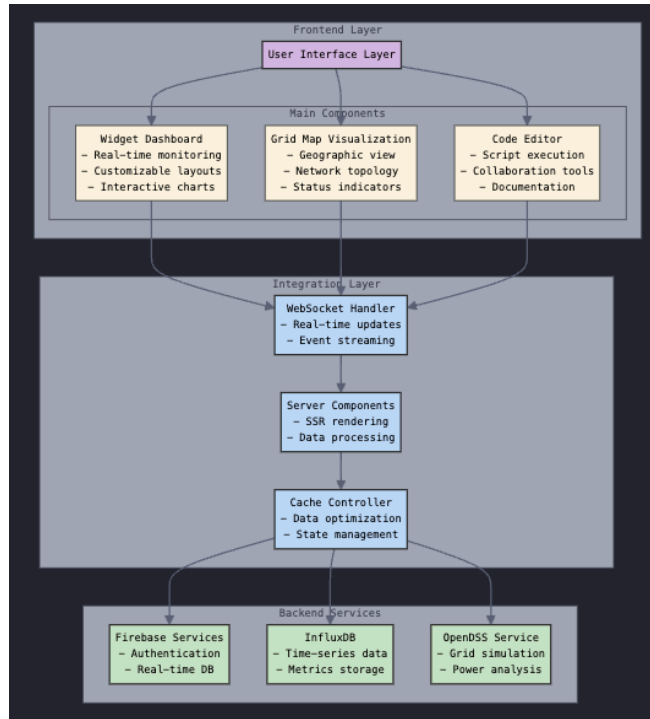 Frontend Layer
User Interface Layer
Main Components
Widget Dashboard
- Real-time monitoring
- Customizable layouts
- Interactive charts
Grid Map Visualization
- Geographic view
- Network topology
- Status indicators
Code Editor
- Script execution
- Collaboration tools
- Documentation
Integration Layer
WebSocket Handler
- Real-time updates
- Event streaming
Server Components
- SSR rendering
- Data processing
Cache Controller
- Data optimization
- State management
Backend Services
Firebase Services
- Authentication
- Real-time DB
InfluxDB
- Time-series data
- Metrics storage
OpenDSS Service
- Grid simulation
- Power analysis